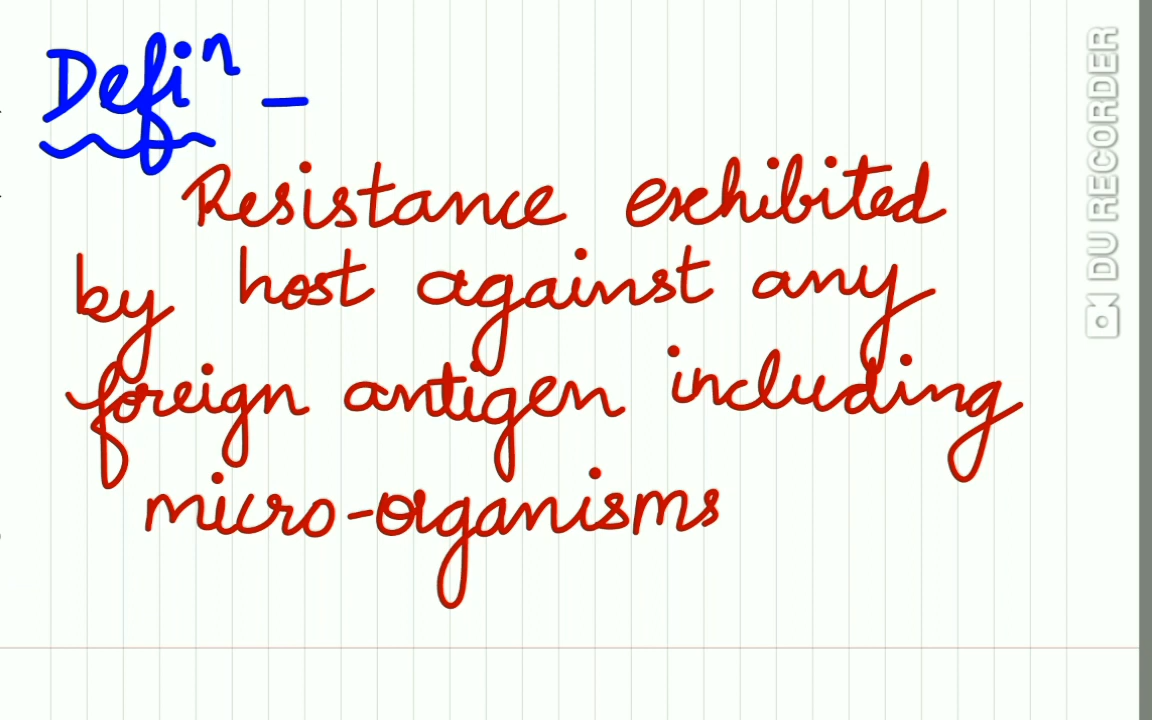 Defiⁿ -
Resistance exhibited
by host against any
foreign antigen including
micro-organisms
DU RECORDER